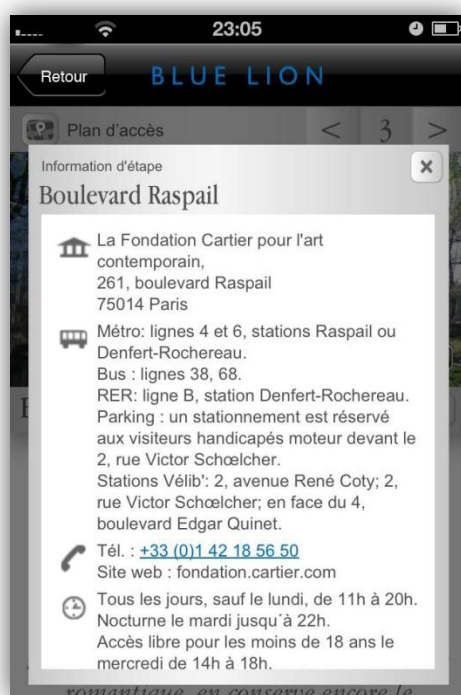 23:05
Retour
BLUE LION
Plan d'accès
< 3 >
Information d'étape
Boulevard Raspail
La Fondation Cartier pour l'art
contemporain,
261, boulevard Raspail
75014 Paris
Métro: lignes 4 et 6, stations Raspail ou
Denfert-Rochereau.
Bus : lignes 38, 68.
RER: ligne B, station Denfert-Rochereau.
Parking : un stationnement est réservé
aux visiteurs handicapés moteur devant le
2, rue Victor Schœlcher.
Stations Vélib': 2, avenue René Coty; 2,
rue Victor Schœlcher; en face du 4,
boulevard Edgar Quinet.
Tél. : +33 (0)1 42 18 56 50
Site web : fondation.cartier.com
Tous les jours, sauf le lundi, de 11h à 20h.
Nocturne le mardi jusqu´à 22h.
Accès libre pour les moins de 18 ans le
mercredi de 14h à 18h.
romantique, en conserve encore le